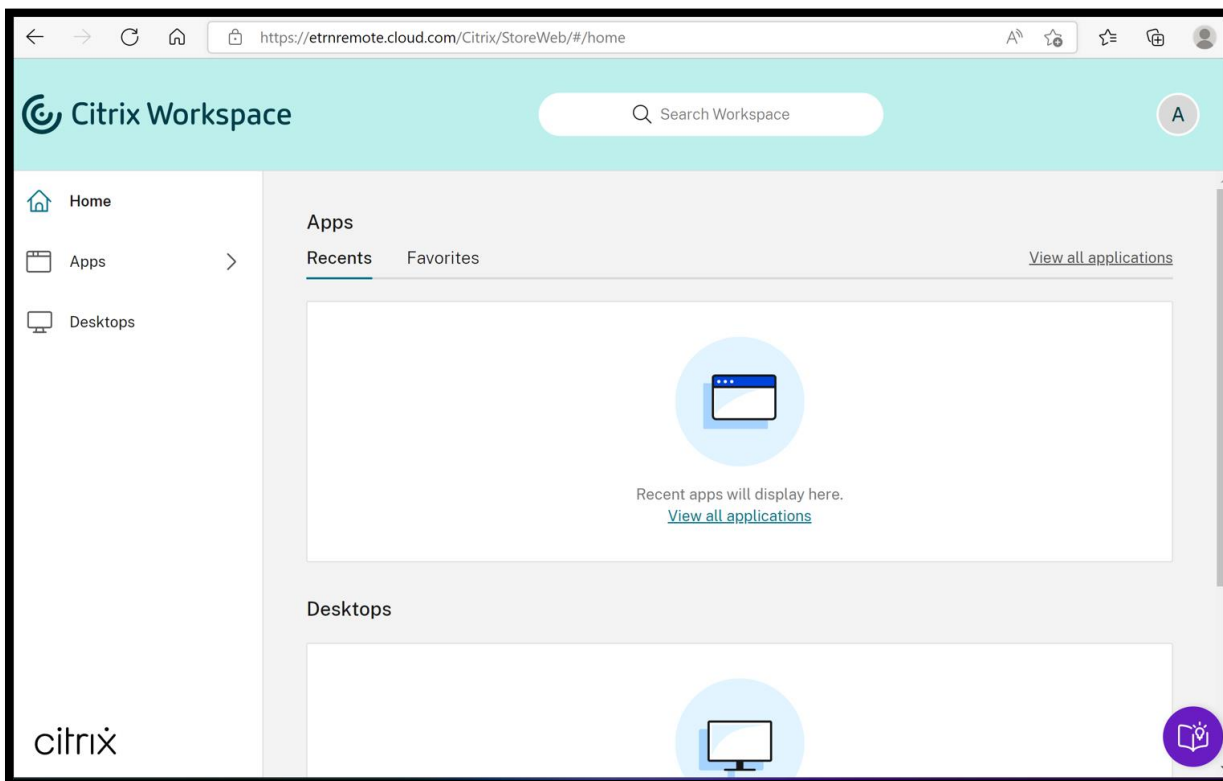 https://etrnremote.cloud.com/Citrix/StoreWeb/#/home
Citrix Workspace
Search Workspace
A
Home
Apps
Desktops
Apps
Recents Favorites View all applications
Recent apps will display here.
View all applications
Desktops
citrix